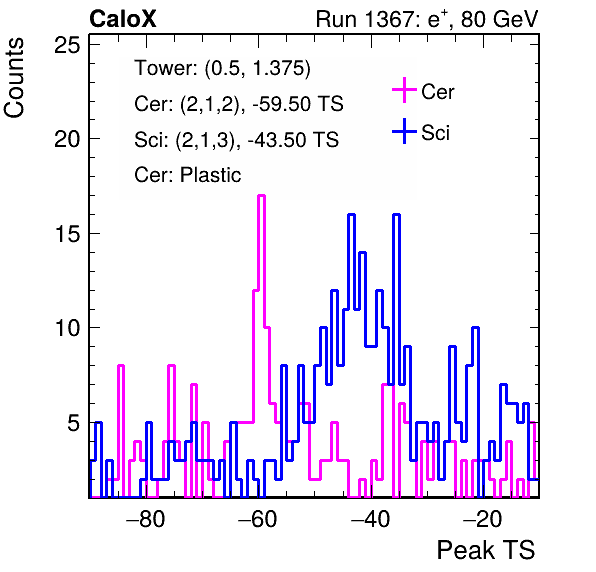 CaloX Run 1367: e⁺, 80 GeV
Counts
25
20
15
10
5
Tower: (0.5, 1.375)
Cer: (2,1,2), -59.50 TS
Sci: (2,1,3), -43.50 TS
Cer: Plastic
Cer
Sci
−80 −60 −40 −20
Peak TS